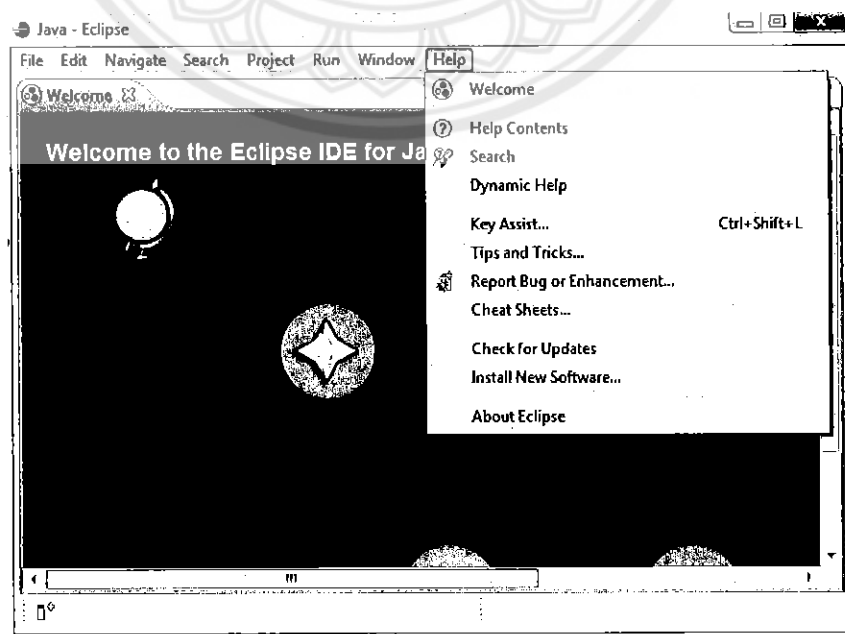 Java - Eclipse
File Edit Navigate Search Project Run Window Help
Welcome
Welcome to the Eclipse IDE for Ja
Welcome
Help Contents
Search
Dynamic Help
Key Assist... Ctrl+Shift+L
Tips and Tricks...
Report Bug or Enhancement...
Cheat Sheets...
Check for Updates
Install New Software...
About Eclipse